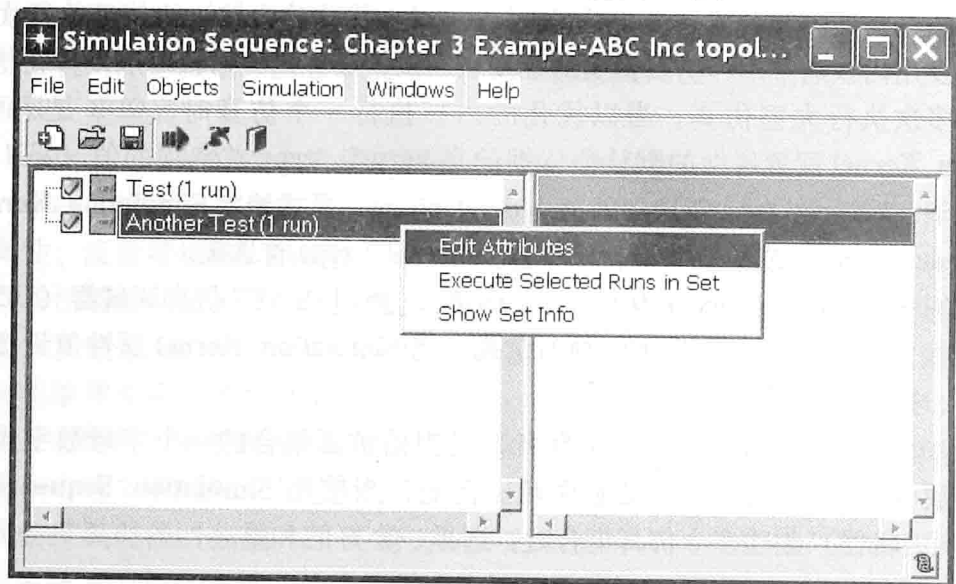 Simulation Sequence: Chapter 3 Example-ABC Inc topol...
File Edit Objects Simulation Windows Help
Test (1 run)
Another Test (1 run)
Edit Attributes
Execute Selected Runs in Set
Show Set Info